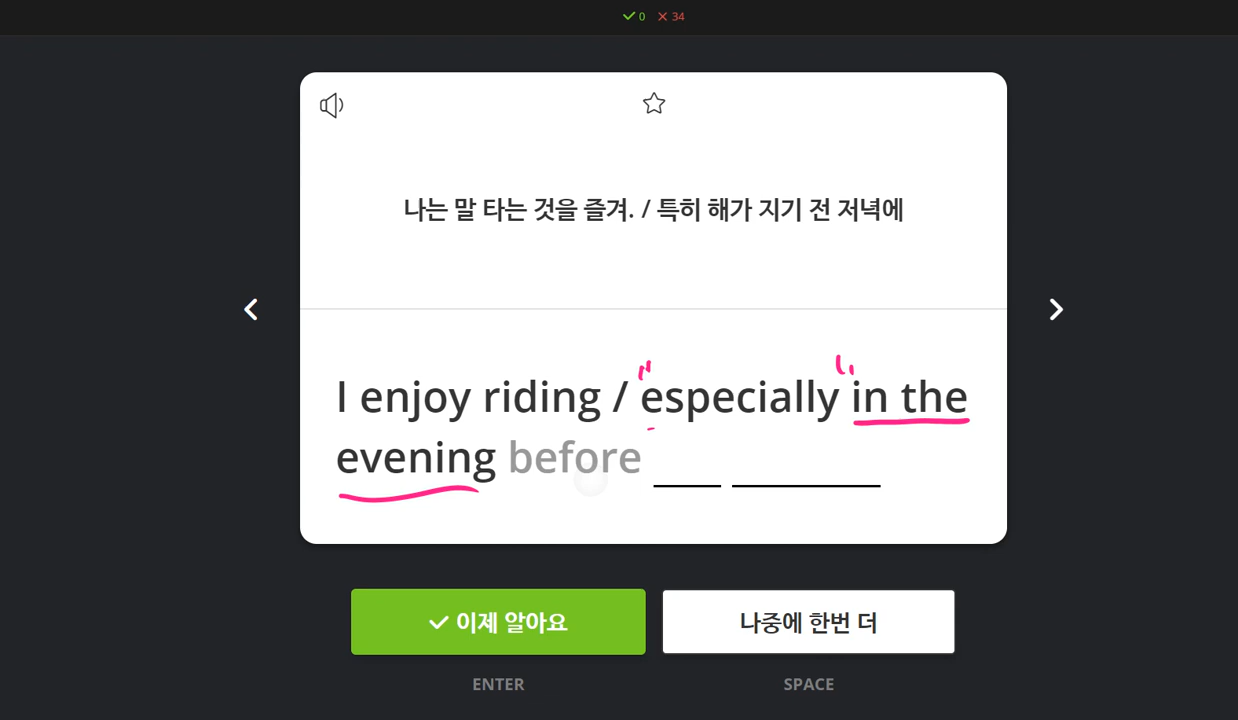 0 34
나는 말 타는 것을 즐겨. / 특히 해가 지기 전 저녁에
I enjoy riding / especially in the
evening before
이제 알아요 나중에 한번 더
ENTER SPACE